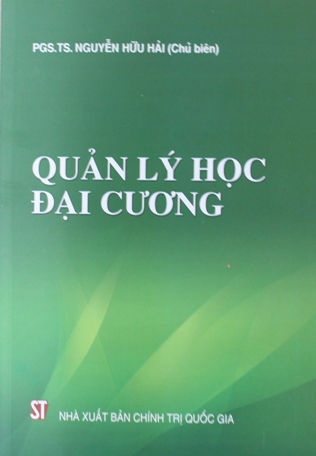 PGS.TS. NGUYỄN HỮU HẢI (Chủ biên)
QUẢN LÝ HỌC
ĐẠI CƯƠNG
ST
NHÀ XUẤT BẢN CHÍNH TRỊ QUỐC GIA